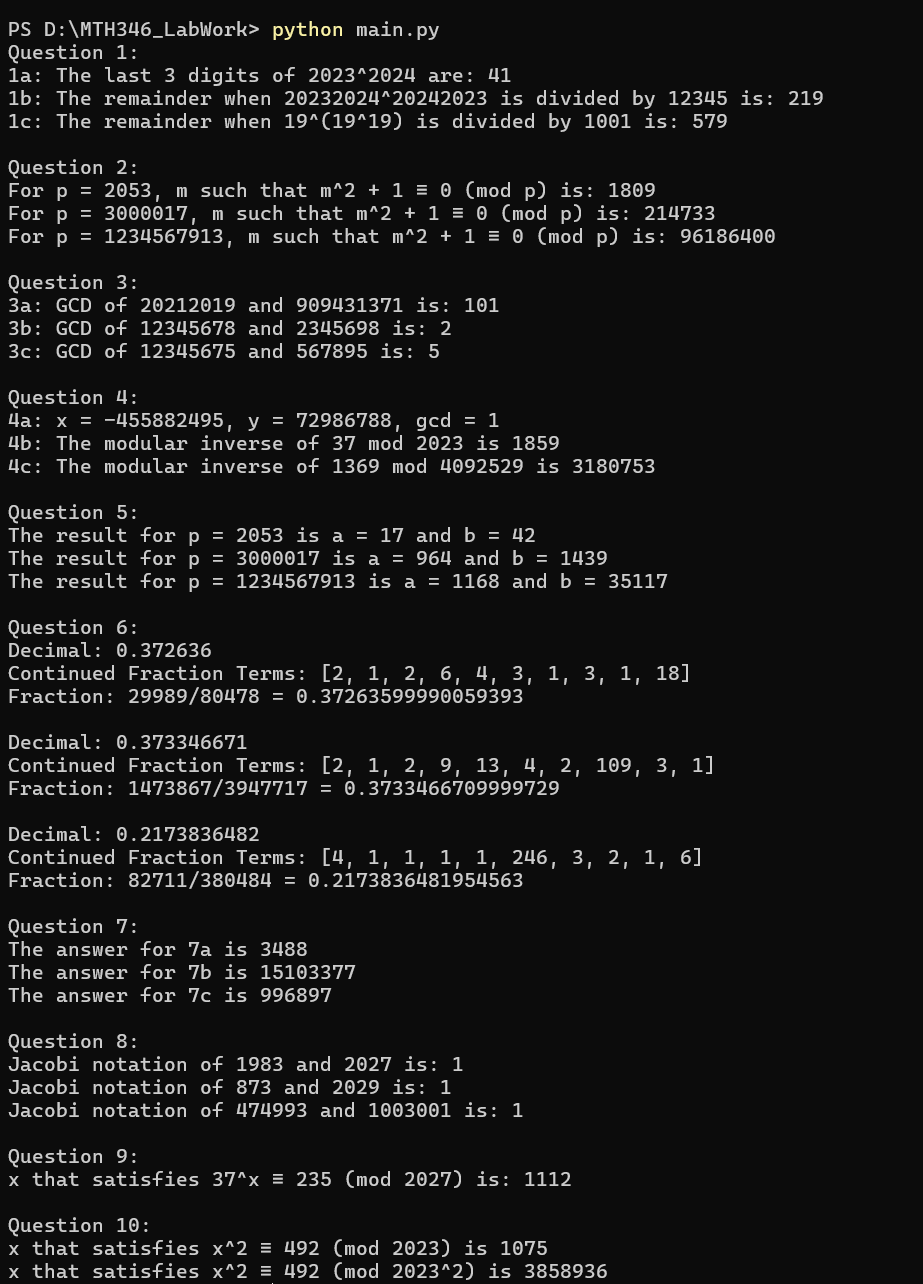 PS D:\MTH346_LabWork> python main.py
Question 1:
1a: The last 3 digits of 2023^2024 are: 41
1b: The remainder when 20232024^20242023 is divided by 12345 is: 219
1c: The remainder when 19^(19^19) is divided by 1001 is: 579
Question 2:
For p = 2053, m such that m^2 + 1 ≡ 0 (mod p) is: 1809
For p = 3000017, m such that m^2 + 1 ≡ 0 (mod p) is: 214733
For p = 1234567913, m such that m^2 + 1 ≡ 0 (mod p) is: 96186400
Question 3:
3a: GCD of 20212019 and 909431371 is: 101
3b: GCD of 12345678 and 2345698 is: 2
3c: GCD of 12345675 and 567895 is: 5
Question 4:
4a: x = -455882495, y = 72986788, gcd = 1
4b: The modular inverse of 37 mod 2023 is 1859
4c: The modular inverse of 1369 mod 4092529 is 3180753
Question 5:
The result for p = 2053 is a = 17 and b = 42
The result for p = 3000017 is a = 964 and b = 1439
The result for p = 1234567913 is a = 1168 and b = 35117
Question 6:
Decimal: 0.372636
Continued Fraction Terms: [2, 1, 2, 6, 4, 3, 1, 3, 1, 18]
Fraction: 29989/80478 = 0.37263599990059393
Decimal: 0.373346671
Continued Fraction Terms: [2, 1, 2, 9, 13, 4, 2, 109, 3, 1]
Fraction: 1473867/3947717 = 0.3733466709999729
Decimal: 0.2173836482
Continued Fraction Terms: [4, 1, 1, 1, 1, 246, 3, 2, 1, 6]
Fraction: 82711/380484 = 0.2173836481954563
Question 7:
The answer for 7a is 3488
The answer for 7b is 15103377
The answer for 7c is 996897
Question 8:
Jacobi notation of 1983 and 2027 is: 1
Jacobi notation of 873 and 2029 is: 1
Jacobi notation of 474993 and 1003001 is: 1
Question 9:
x that satisfies 37^x ≡ 235 (mod 2027) is: 1112
Question 10:
x that satisfies x^2 ≡ 492 (mod 2023) is 1075
x that satisfies x^2 ≡ 492 (mod 2023^2) is 3858936